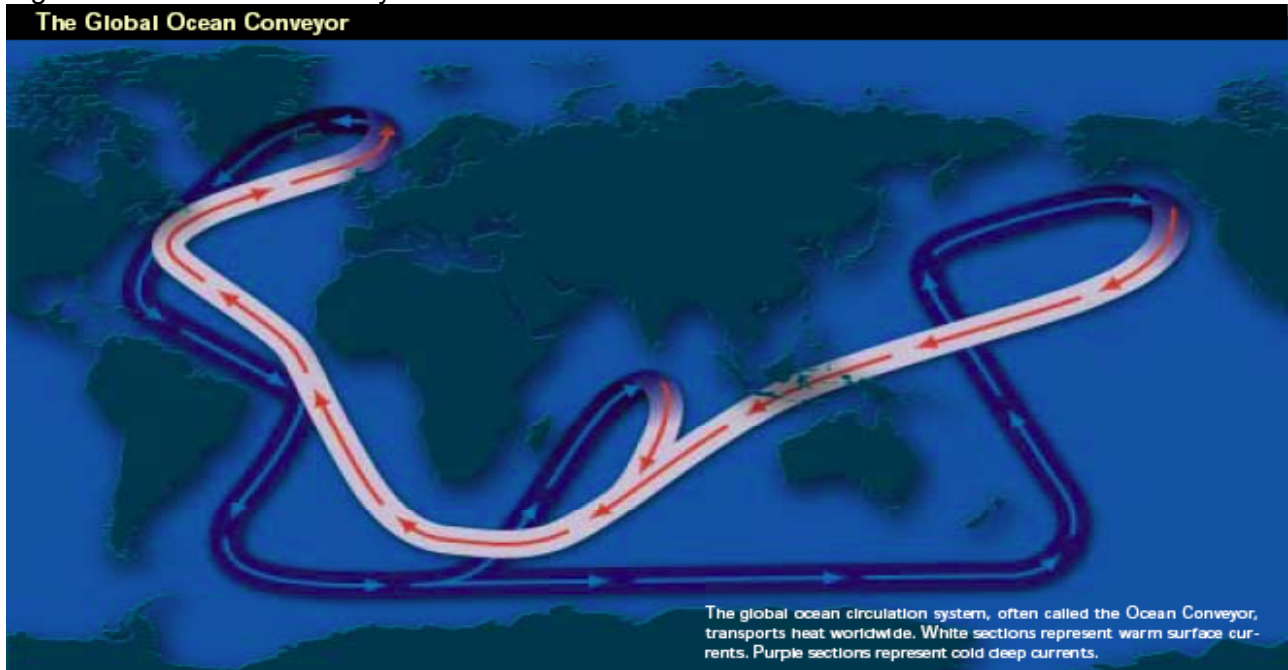 The Global Ocean Conveyor
The global ocean circulation system, often called the Ocean Conveyor,
transports heat worldwide. White sections represent warm surface cur-
rents. Purple sections represent cold deep currents.